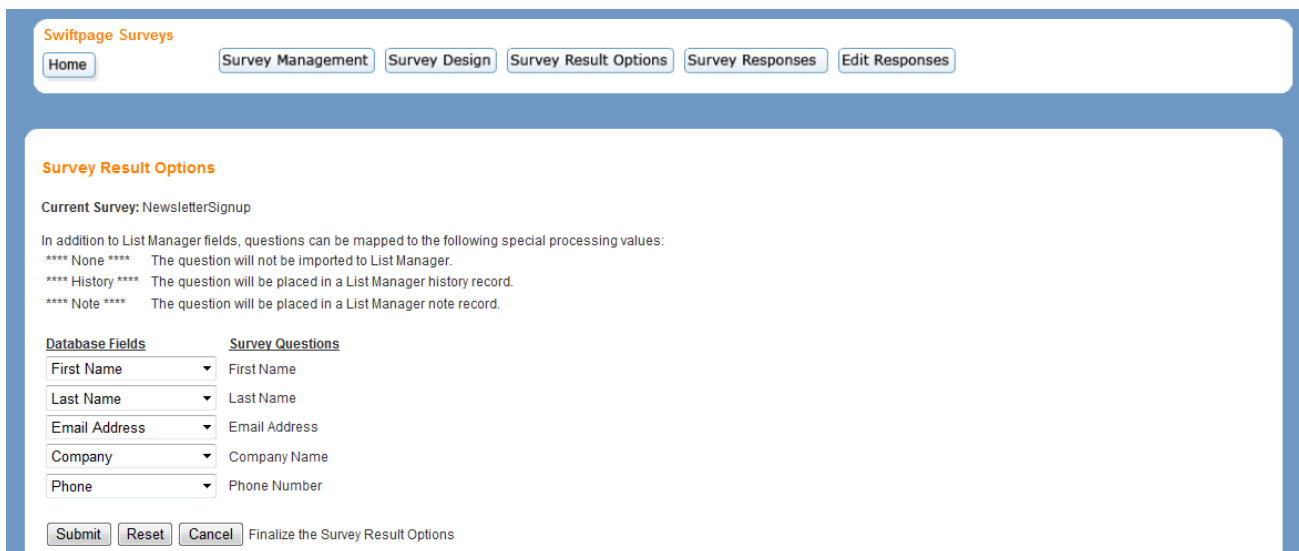 Swiftpage Surveys
Home Survey Management Survey Design Survey Result Options Survey Responses Edit Responses
Survey Result Options
Current Survey: NewsletterSignup
In addition to List Manager fields, questions can be mapped to the following special processing values:
**** None **** The question will not be imported to List Manager.
**** History **** The question will be placed in a List Manager history record.
**** Note **** The question will be placed in a List Manager note record.
Database Fields Survey Questions
First Name First Name
Last Name Last Name
Email Address Email Address
Company Company Name
Phone Phone Number
Submit Reset Cancel Finalize the Survey Result Options